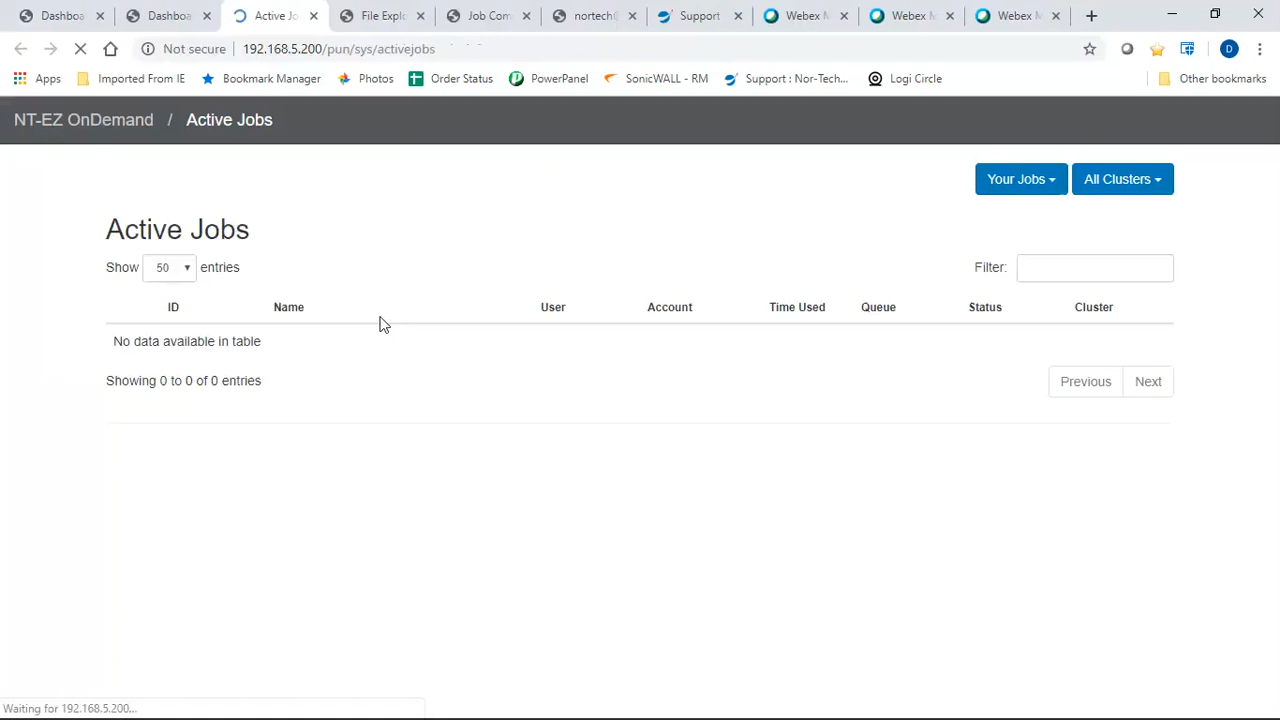 Dashboa
Dashboa
Active Jo
File Explo
Job Com
nortech@
Support
Webex M
Webex M
Webex M
Not secure
192.168.5.200/pun/sys/activejobs
D
Apps
Imported From IE
Bookmark Manager
Photos
Order Status
PowerPanel
SonicWALL - RM
Support : Nor-Tech...
Logi Circle
Other bookmarks
NT-EZ OnDemand / Active Jobs
Your Jobs
All Clusters
Active Jobs
Show 50 entries
Filter:
ID Name User Account Time Used Queue Status Cluster
No data available in table
Showing 0 to 0 of 0 entries
Previous Next
Waiting for 192.168.5.200...